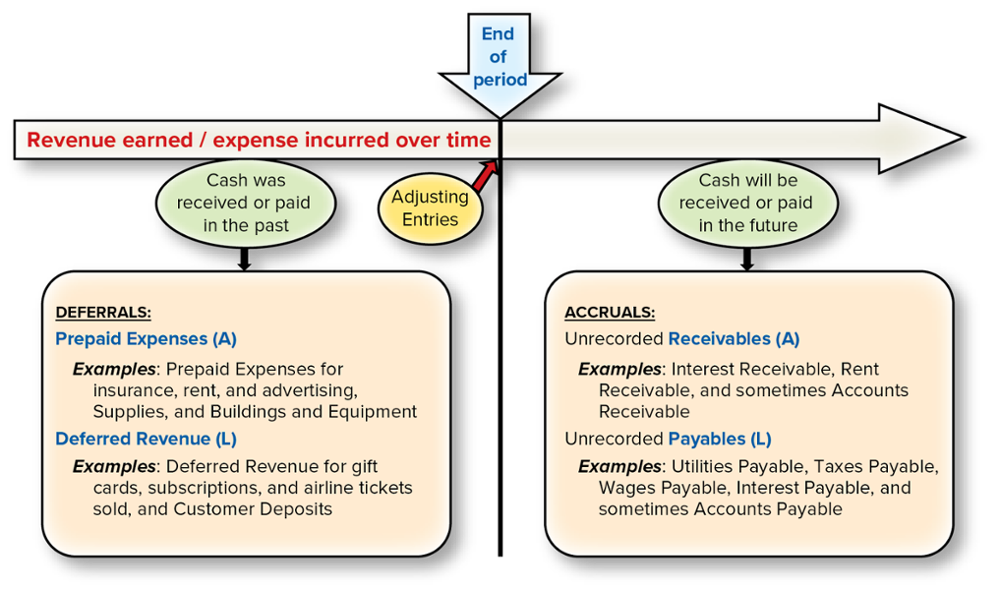 End
of
period
Revenue earned / expense incurred over time
Cash was
received or paid
in the past
Adjusting
Entries
Cash will be
received or paid
in the future
DEFERRALS:
Prepaid Expenses (A)
Examples: Prepaid Expenses for
insurance, rent, and advertising,
Supplies, and Buildings and Equipment
Deferred Revenue (L)
Examples: Deferred Revenue for gift
cards, subscriptions, and airline tickets
sold, and Customer Deposits
ACCRUALS:
Unrecorded Receivables (A)
Examples: Interest Receivable, Rent
Receivable, and sometimes Accounts
Receivable
Unrecorded Payables (L)
Examples: Utilities Payable, Taxes Payable,
Wages Payable, Interest Payable, and
sometimes Accounts Payable